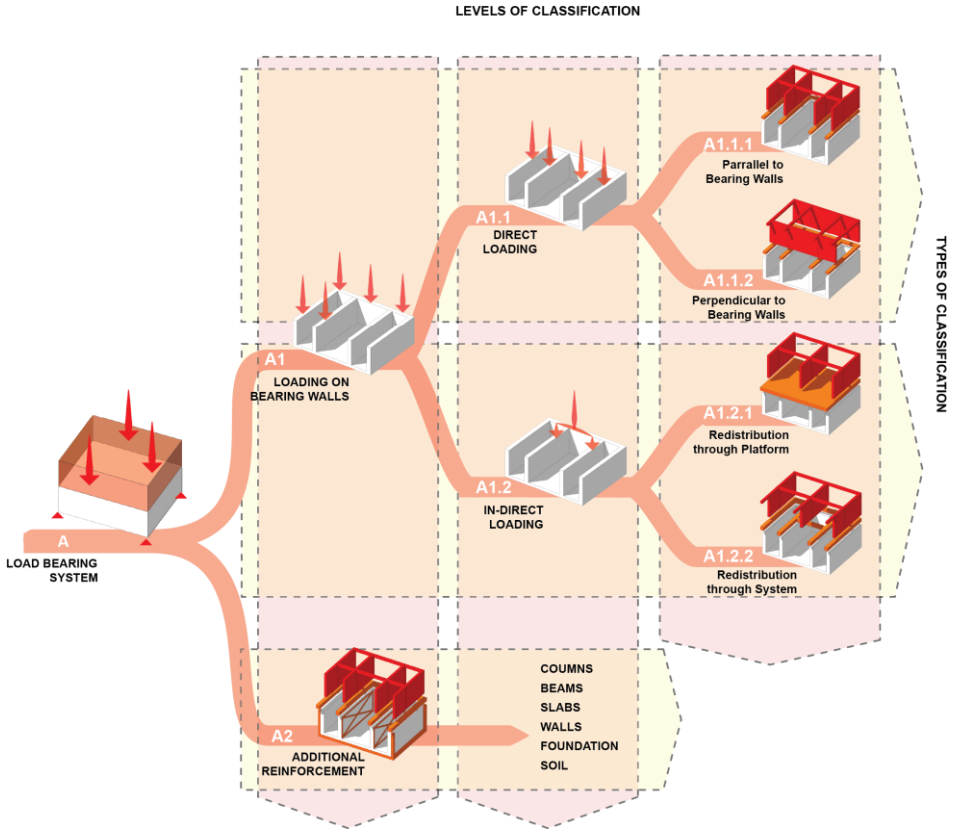 LEVELS OF CLASSIFICATION
A1.1.1
Parrallel to
Bearing Walls
A1.1
DIRECT
LOADING
A1.1.2
Perpendicular to
Bearing Walls
TYPES OF CLASSIFICATION
A1
LOADING ON
BEARING WALLS
A1.2.1
Redistribution
through Platform
A1.2
IN-DIRECT
LOADING
A
LOAD BEARING
SYSTEM
A1.2.2
Redistribution
through System
A2
ADDITIONAL
REINFORCEMENT
COUMNS
BEAMS
SLABS
WALLS
FOUNDATION
SOIL